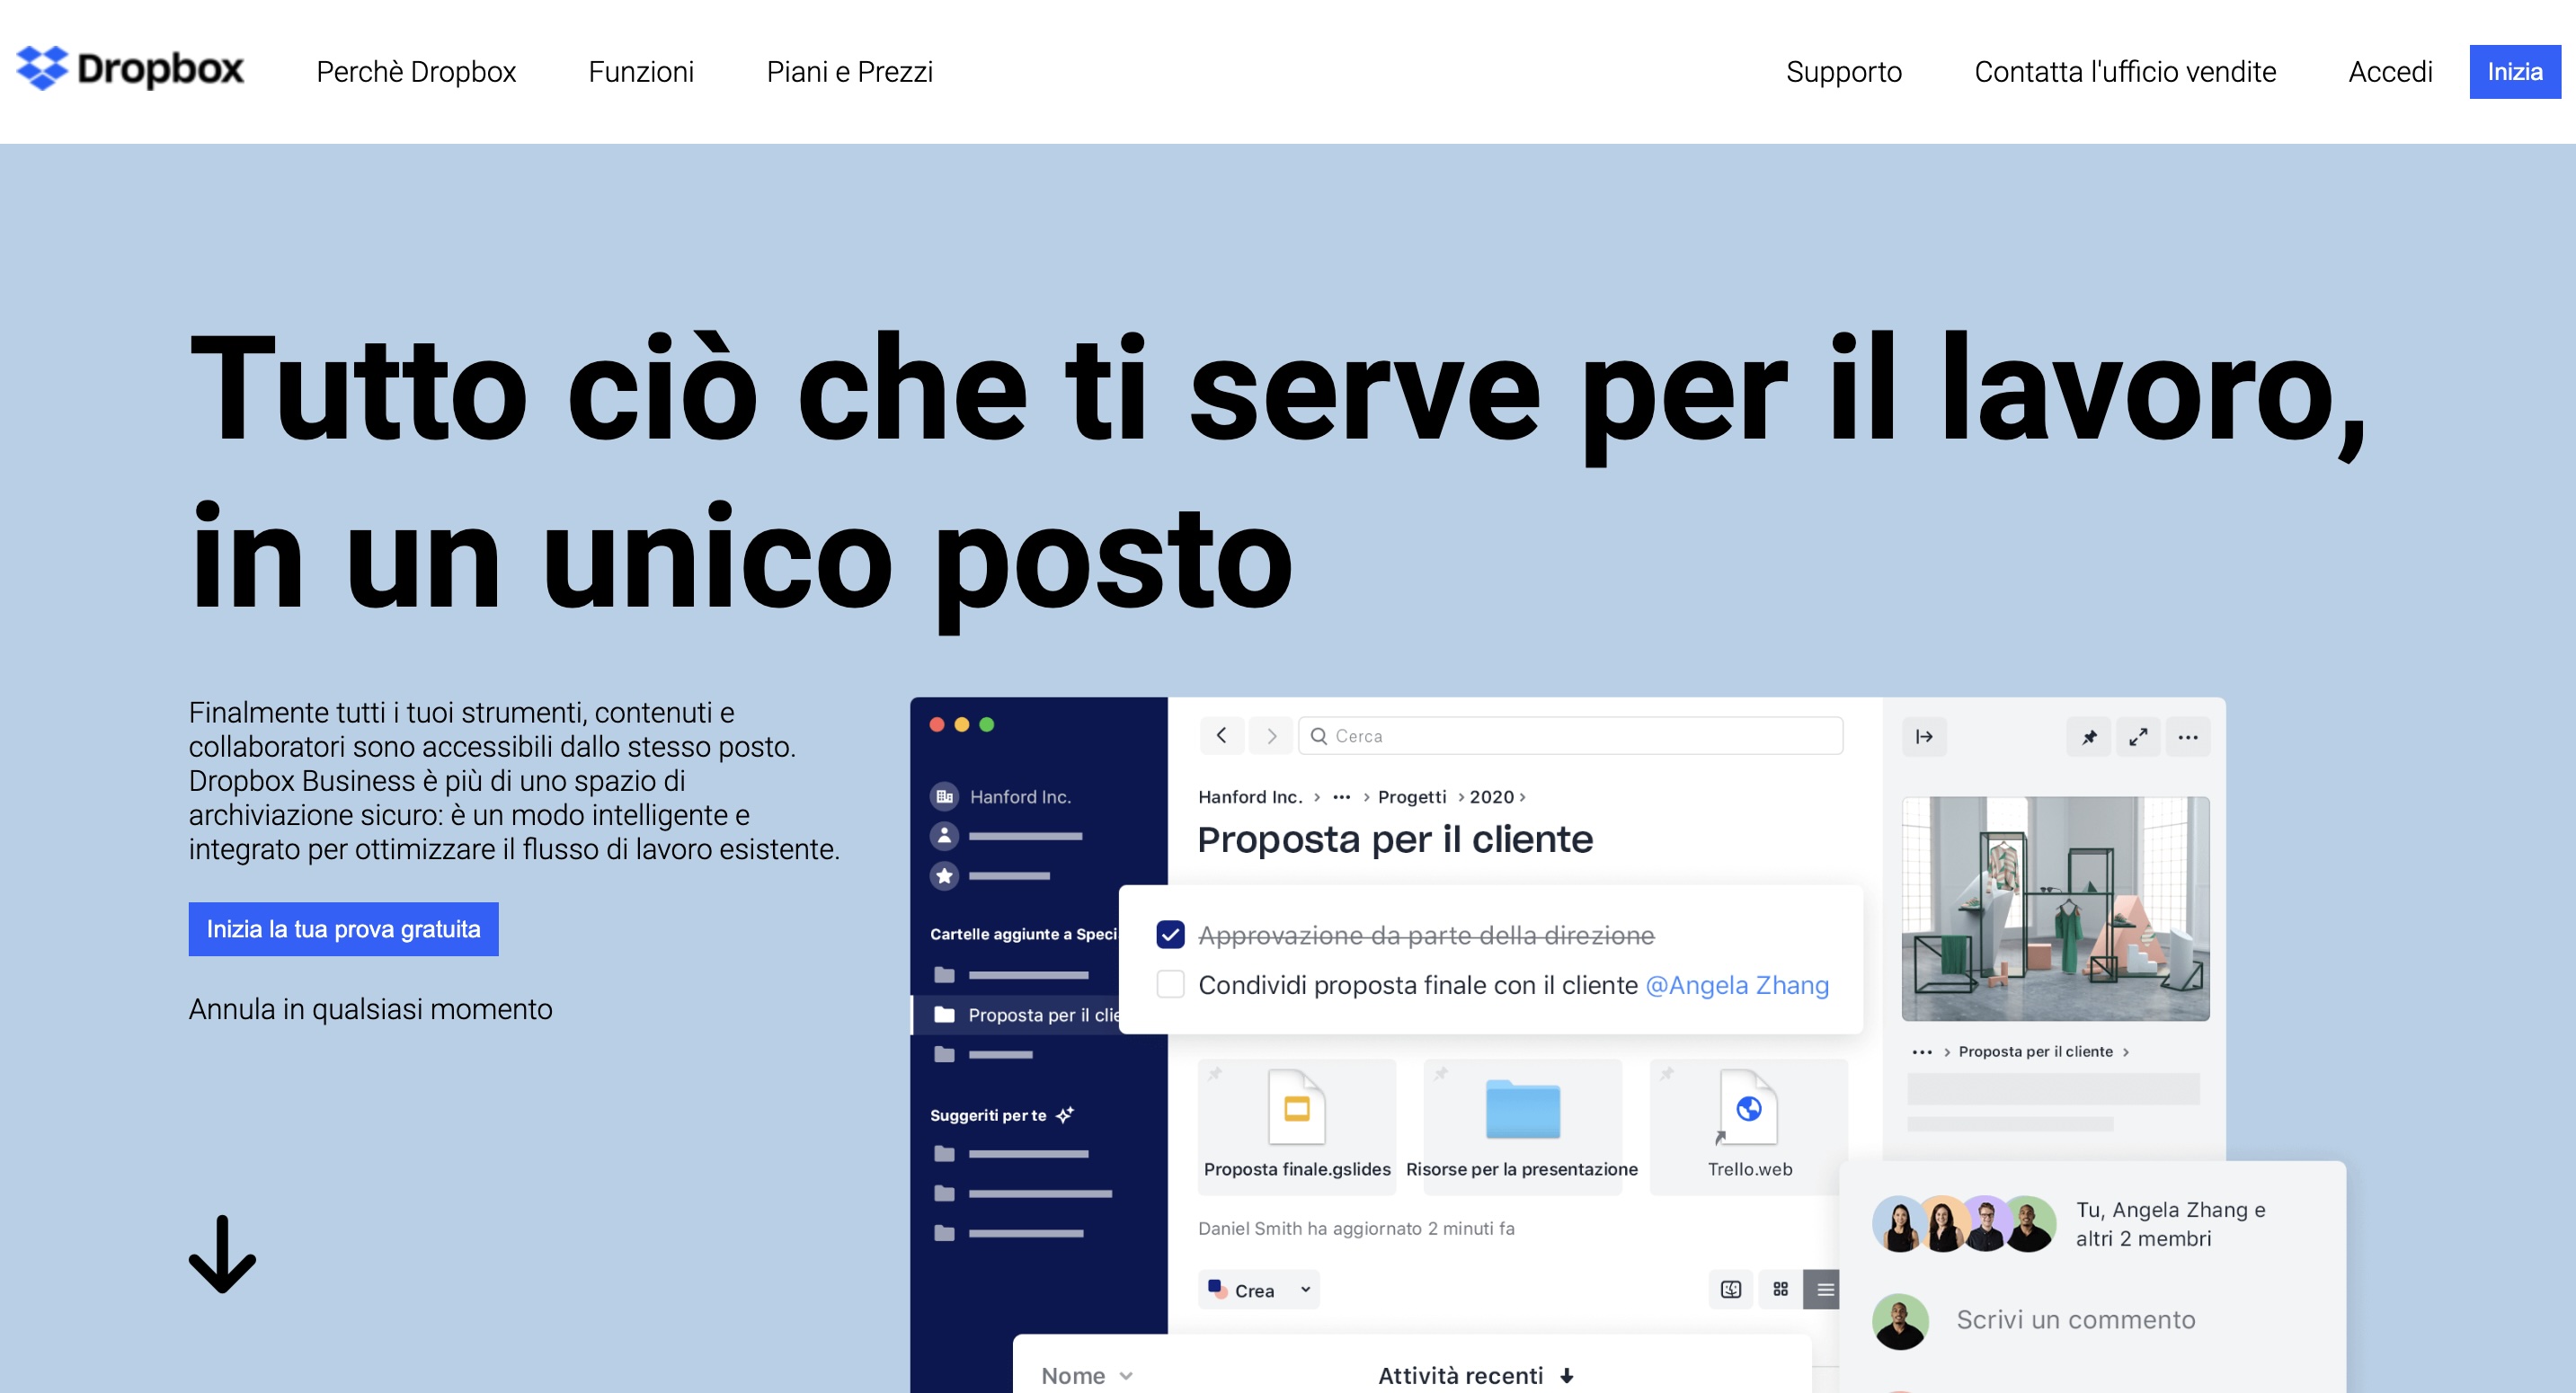 Dropbox
Perchè Dropbox
Funzioni
Piani e Prezzi
Supporto
Contatta l'ufficio vendite
Accedi
Inizia
Tutto ciò che ti serve per il lavoro,
in un unico posto
Finalmente tutti i tuoi strumenti, contenuti e
collaboratori sono accessibili dallo stesso posto.
Dropbox Business è più di uno spazio di
archiviazione sicuro: è un modo intelligente e
integrato per ottimizzare il flusso di lavoro esistente.
Inizia la tua prova gratuita
Annula in qualsiasi momento
Hanford Inc.
Cartelle aggiunte a Speci
Proposta per il clie
Suggeriti per te
Cerca
Hanford Inc. > ··· > Progetti > 2020 >
Proposta per il cliente
Approvazione da parte della direzione
Condividi proposta finale con il cliente @Angela Zhang
Proposta finale.gslides
Risorse per la presentazione
Trello.web
Daniel Smith ha aggiornato 2 minuti fa
Crea
Nome
Attività recenti
··· > Proposta per il cliente >
Tu, Angela Zhang e
altri 2 membri
Scrivi un commento